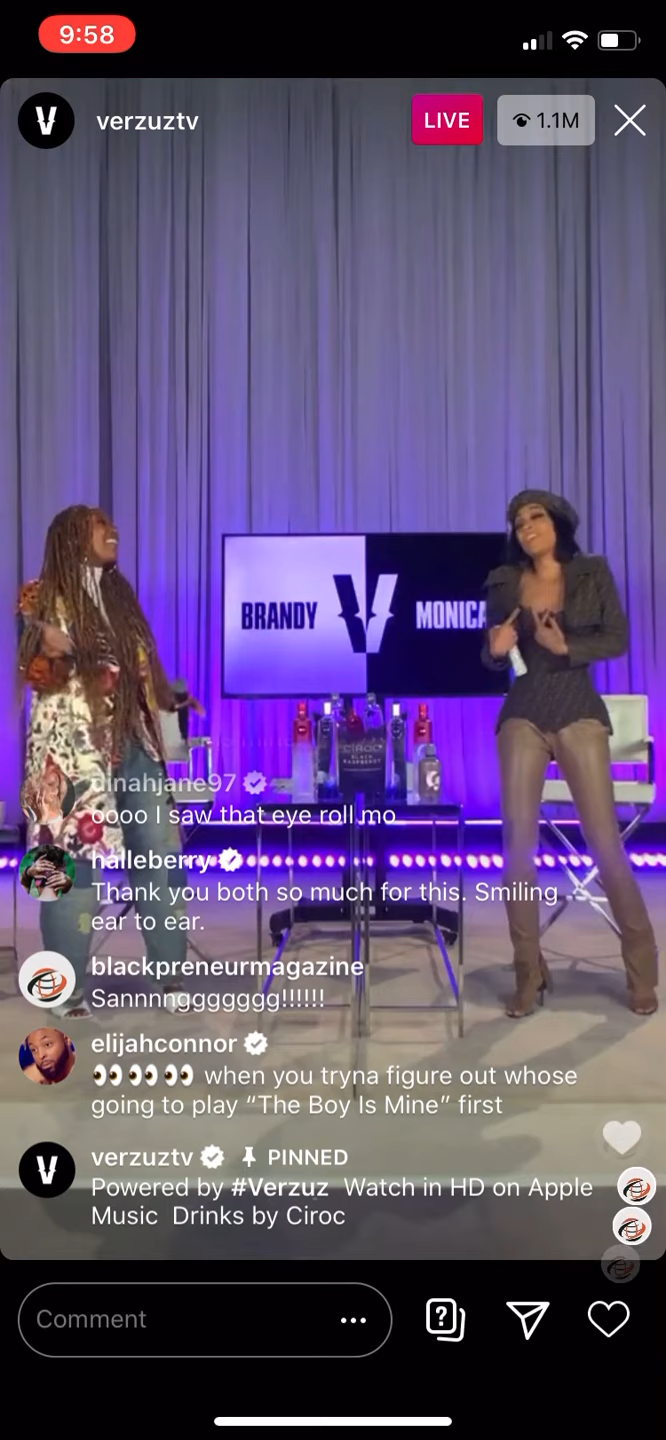 9:58
verzuztv
LIVE
1.1M
BRANDY
MONICA
CIROC
BLACK
RASPBERRY
dinahjane97
oooo I saw that eye roll mo
halleberry
Thank you both so much for this. Smiling
ear to ear.
blackpreneurmagazine
Sannnnggggggg!!!!!!
elijahconnor
👀👀👀 when you tryna figure out whose
going to play “The Boy Is Mine” first
verzuztv PINNED
Powered by #Verzuz Watch in HD on Apple
Music Drinks by Ciroc
Comment